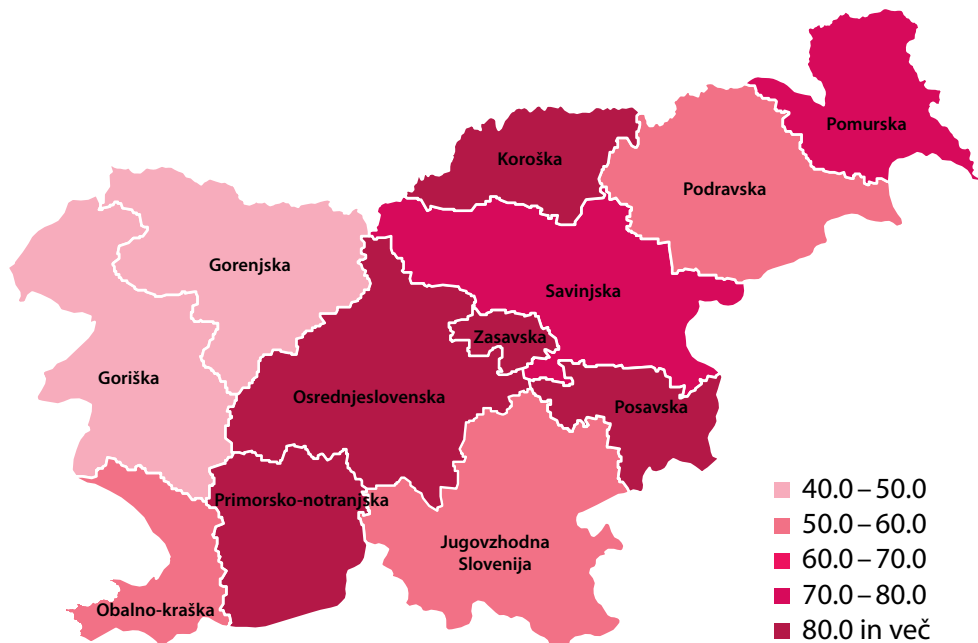 Pomurska
Koroška
Podravska
Gorenjska
Savinjska
Zasavska
Goriška
Osrednjeslovenska
Posavska
Primorsko-notranjska
Jugovzhodna
Slovenija
Obalno-kraška
40.0 – 50.0
50.0 – 60.0
60.0 – 70.0
70.0 – 80.0
80.0 in več